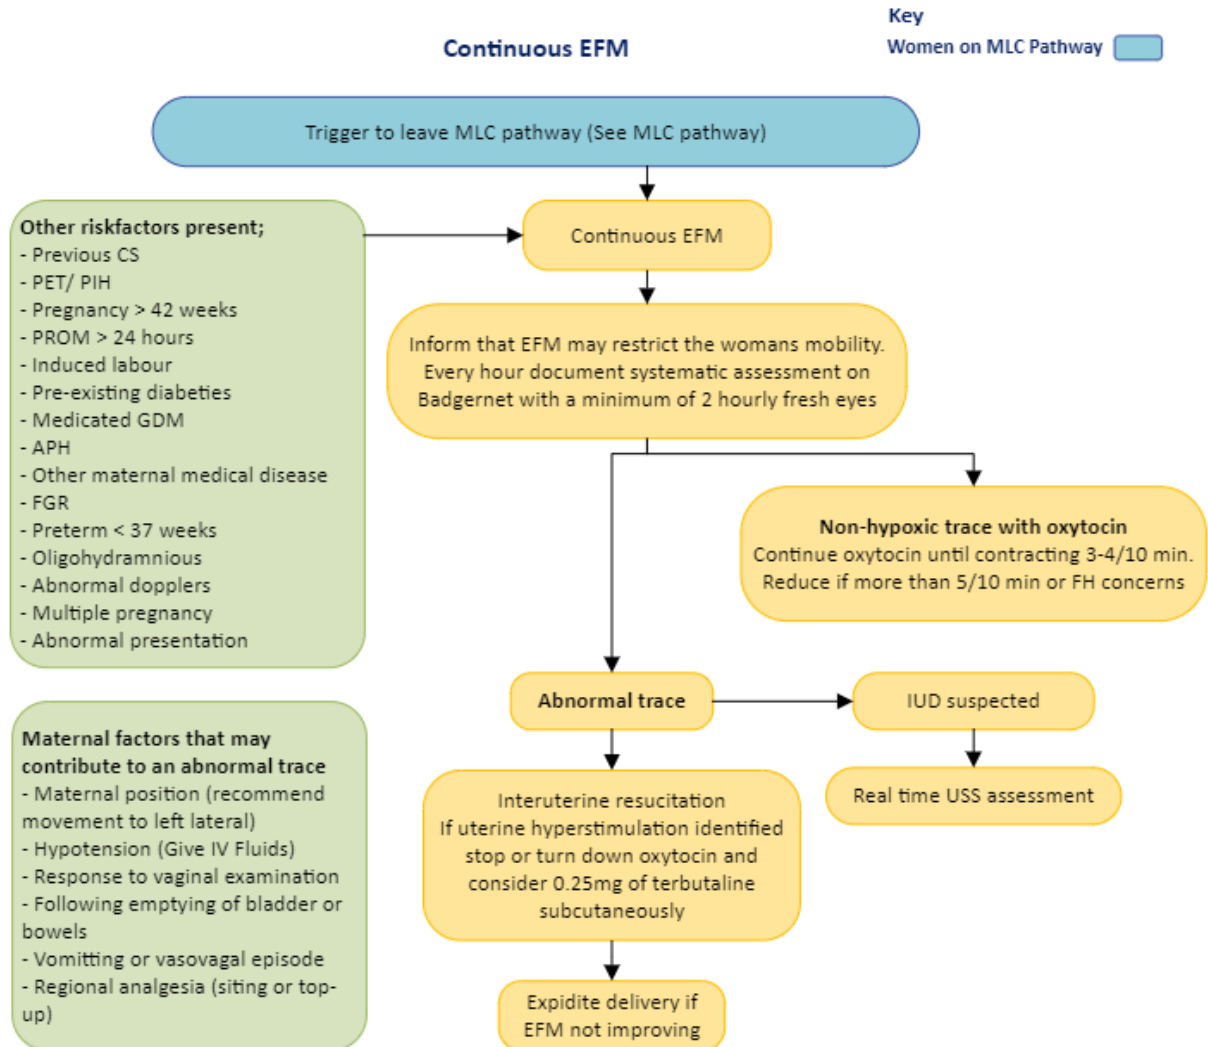 Key
Women on MLC Pathway
Continuous EFM
Trigger to leave MLC pathway (See MLC pathway)
Other riskfactors present;
- Previous CS
- PET/ PIH
- Pregnancy > 42 weeks
- PROM > 24 hours
- Induced labour
- Pre-existing diabeties
- Medicated GDM
- APH
- Other maternal medical disease
- FGR
- Preterm < 37 weeks
- Oligohydramnious
- Abnormal dopplers
- Multiple pregnancy
- Abnormal presentation
Continuous EFM
Inform that EFM may restrict the womans mobility.
Every hour document systematic assessment on
Badgernet with a minimum of 2 hourly fresh eyes
Non-hypoxic trace with oxytocin
Continue oxytocin until contracting 3-4/10 min.
Reduce if more than 5/10 min or FH concerns
Abnormal trace
IUD suspected
Real time USS assessment
Interuterine resucitation
If uterine hyperstimulation identified
stop or turn down oxytocin and
consider 0.25mg of terbutaline
subcutaneously
Expidite delivery if
EFM not improving
Maternal factors that may
contribute to an abnormal trace
- Maternal position (recommend
movement to left lateral)
- Hypotension (Give IV Fluids)
- Response to vaginal examination
- Following emptying of bladder or
bowels
- Vomitting or vasovagal episode
- Regional analgesia (siting or top-
up)